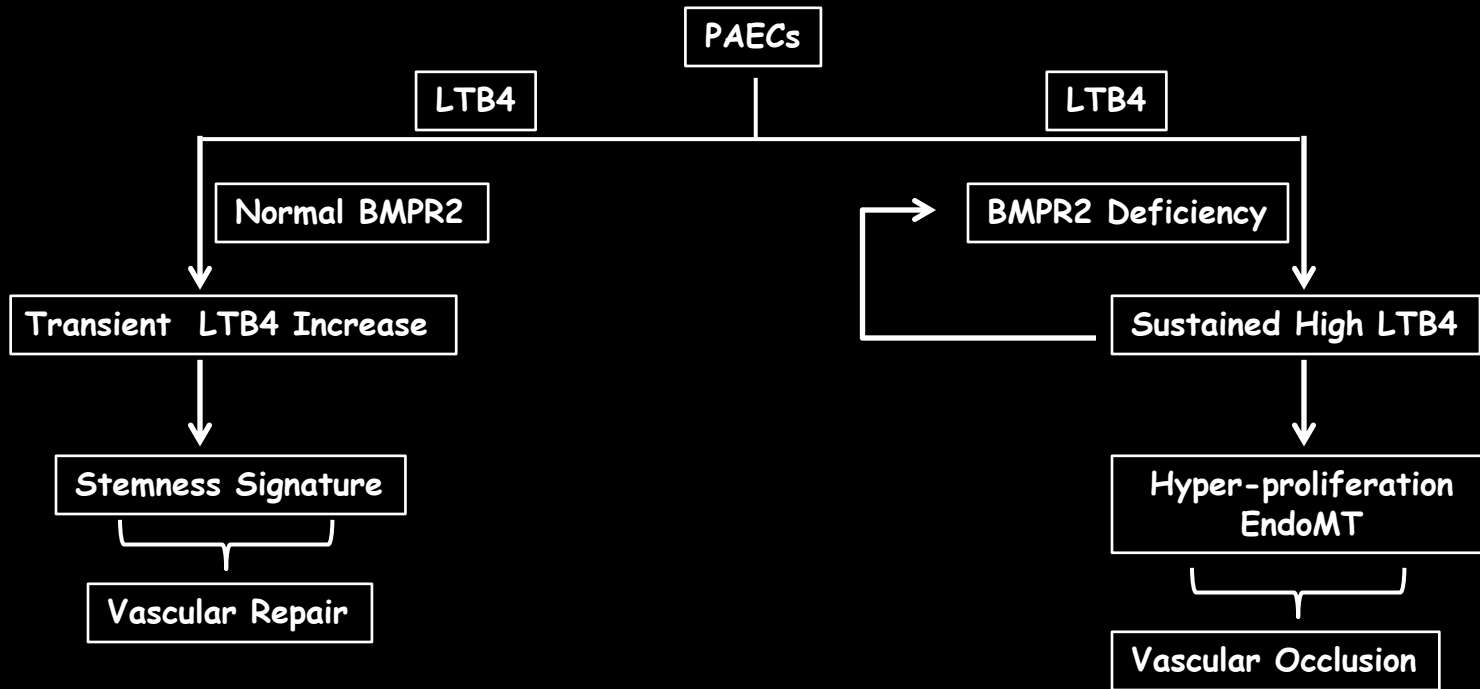 PAECs
LTB4
LTB4
Normal BMPR2
BMPR2 Deficiency
Transient LTB4 Increase
Sustained High LTB4
Stemness Signature
Hyper-proliferation
EndoMT
Vascular Repair
Vascular Occlusion